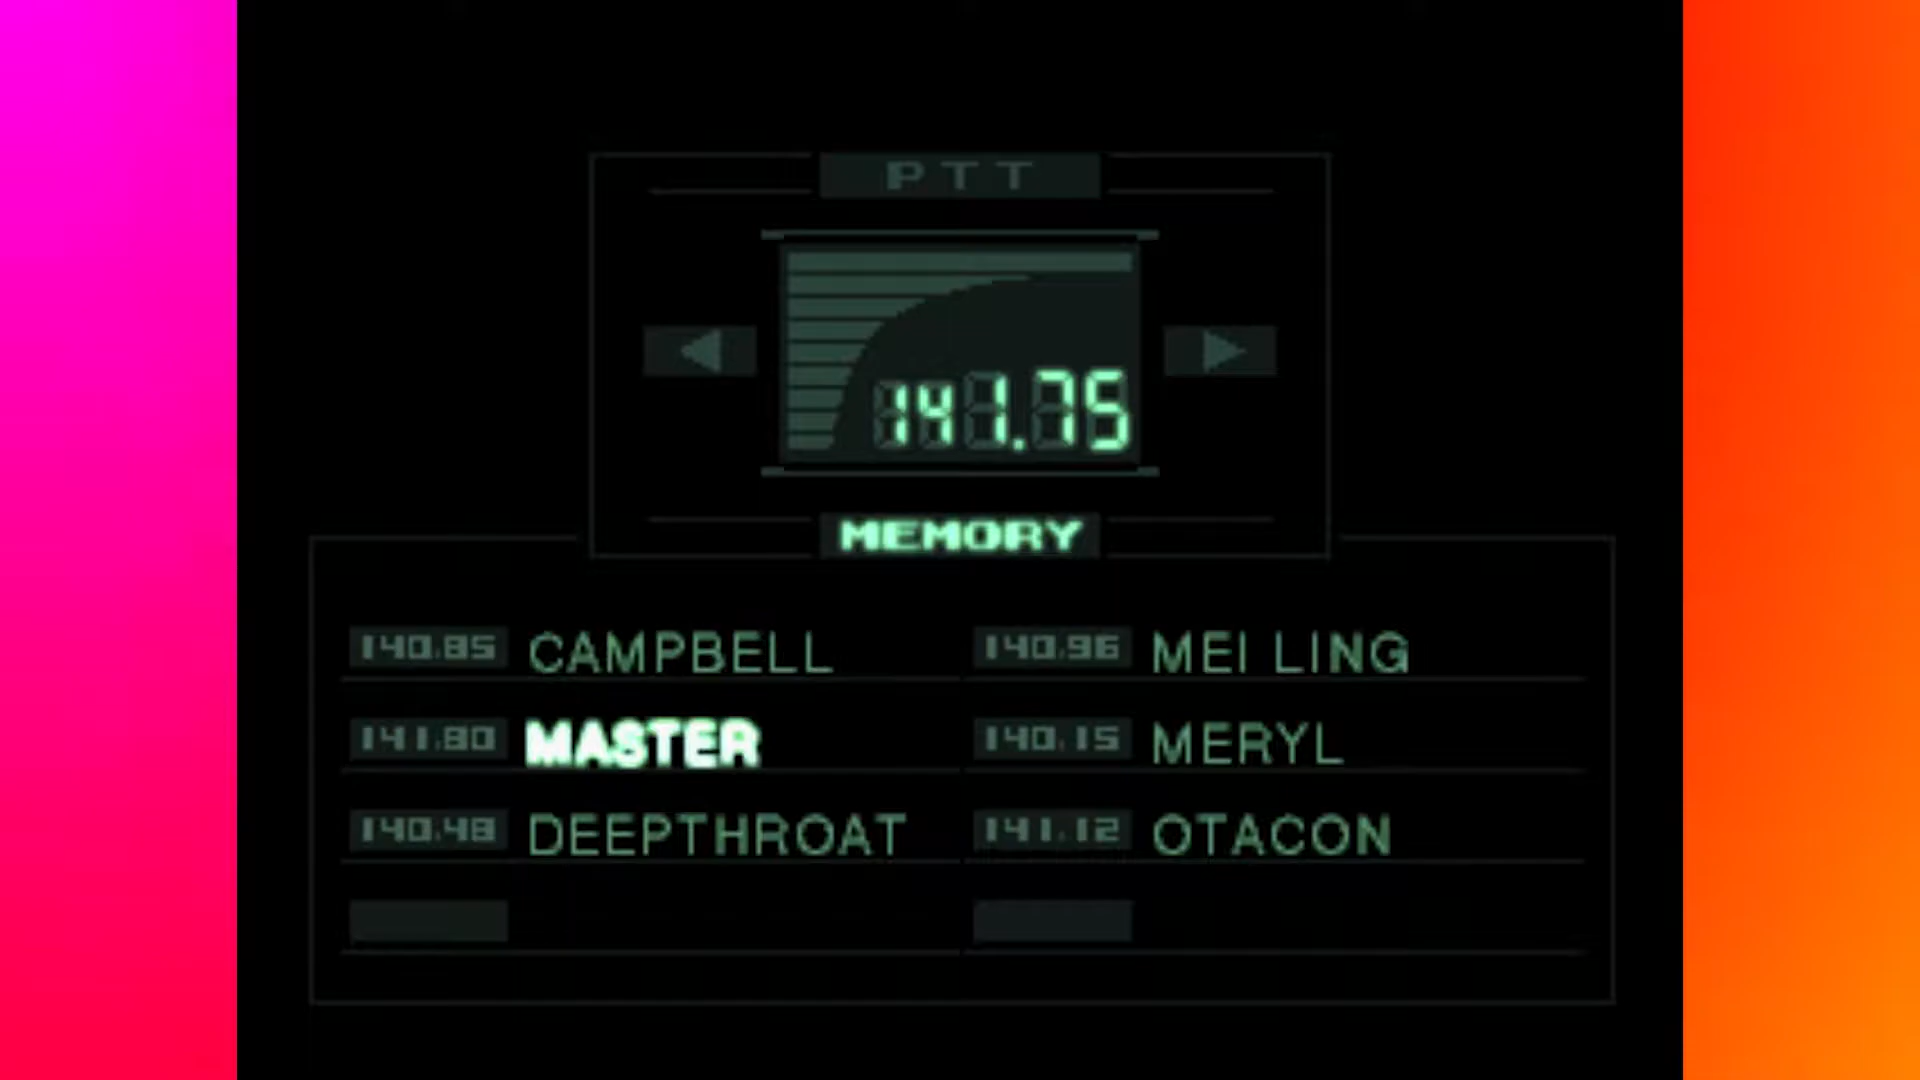 PTT
141.75
MEMORY
140.85 CAMPBELL 140.96 MEI LING
141.80 MASTER 140.15 MERYL
140.48 DEEPTHROAT 141.12 OTACON